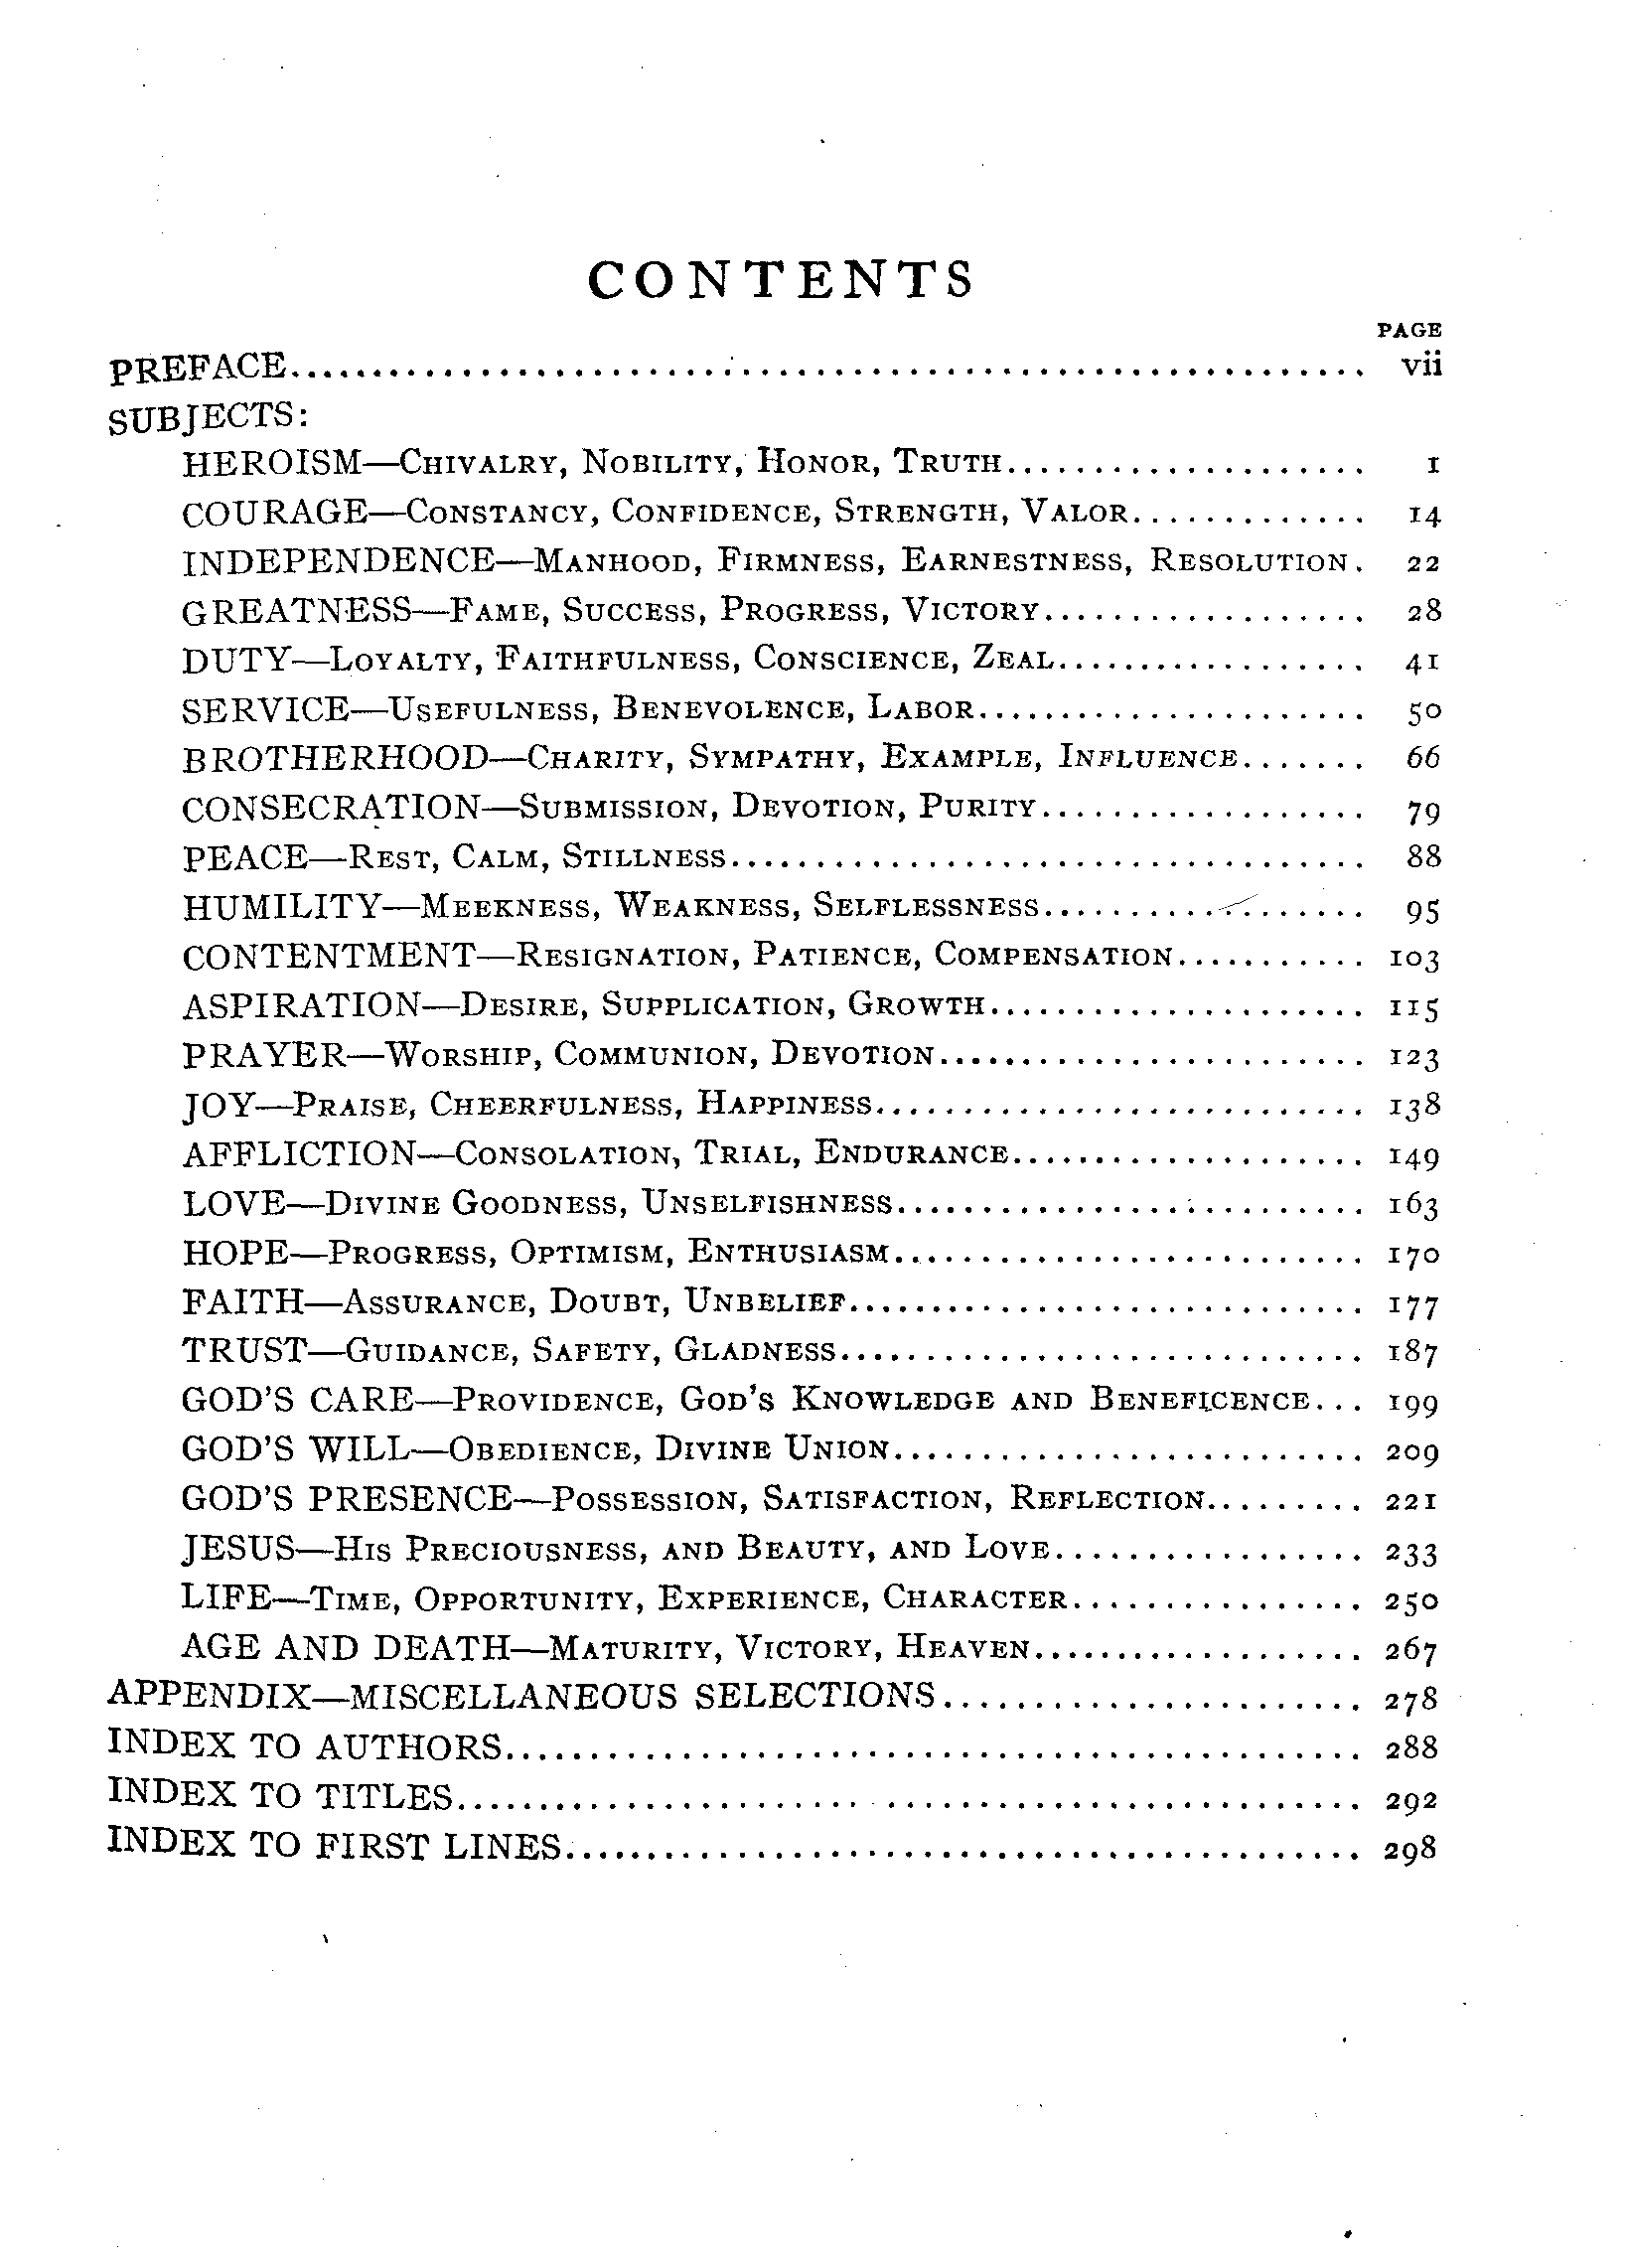 CONTENTS
PAGE
PREFACE.................................................... vii
SUBJECTS:
HEROISM—Chivalry, Nobility, Honor, Truth................... 1
COURAGE—Constancy, Confidence, Strength, Valor............. 14
INDEPENDENCE—Manhood, Firmness, Earnestness, Resolution. 22
GREATNESS—Fame, Success, Progress, Victory................. 28
DUTY—Loyalty, Faithfulness, Conscience, Zeal................ 41
SERVICE—Usefulness, Benevolence, Labor..................... 50
BROTHERHOOD—Charity, Sympathy, Example, Influence....... 66
CONSECRATION—Submission, Devotion, Purity................. 79
PEACE—Rest, Calm, Stillness................................ 88
HUMILITY—Meekness, Weakness, Selflessness................. 95
CONTENTMENT—Resignation, Patience, Compensation........... 103
ASPIRATION—Desire, Supplication, Growth................... 115
PRAYER—Worship, Communion, Devotion....................... 123
JOY—Praise, Cheerfulness, Happiness......................... 138
AFFLICTION—Consolation, Trial, Endurance.................. 149
LOVE—Divine Goodness, Unselfishness........................ 163
HOPE—Progress, Optimism, Enthusiasm........................ 170
FAITH—Assurance, Doubt, Unbelief........................... 177
TRUST—Guidance, Safety, Gladness........................... 187
GOD'S CARE—Providence, God's Knowledge and Beneficence... 199
GOD'S WILL—Obedience, Divine Union........................ 209
GOD'S PRESENCE—Possession, Satisfaction, Reflection......... 221
JESUS—His Preciousness, and Beauty, and Love................ 233
LIFE—Time, Opportunity, Experience, Character............... 250
AGE AND DEATH—Maturity, Victory, Heaven.................. 267
APPENDIX—MISCELLANEOUS SELECTIONS....................... 278
INDEX TO AUTHORS.......................................... 288
INDEX TO TITLES............................................ 292
INDEX TO FIRST LINES....................................... 298